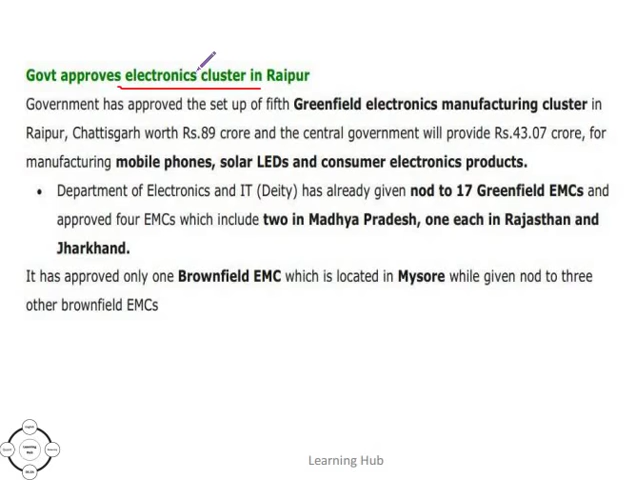 Govt approves electronics cluster in Raipur
Government has approved the set up of fifth Greenfield electronics manufacturing cluster in
Raipur, Chattisgarh worth Rs.89 crore and the central government will provide Rs.43.07 crore, for
manufacturing mobile phones, solar LEDs and consumer electronics products.
• Department of Electronics and IT (Deity) has already given nod to 17 Greenfield EMCs and
approved four EMCs which include two in Madhya Pradesh, one each in Rajasthan and
Jharkhand.
It has approved only one Brownfield EMC which is located in Mysore while given nod to three
other brownfield EMCs
Learning
Hub
Learning Hub